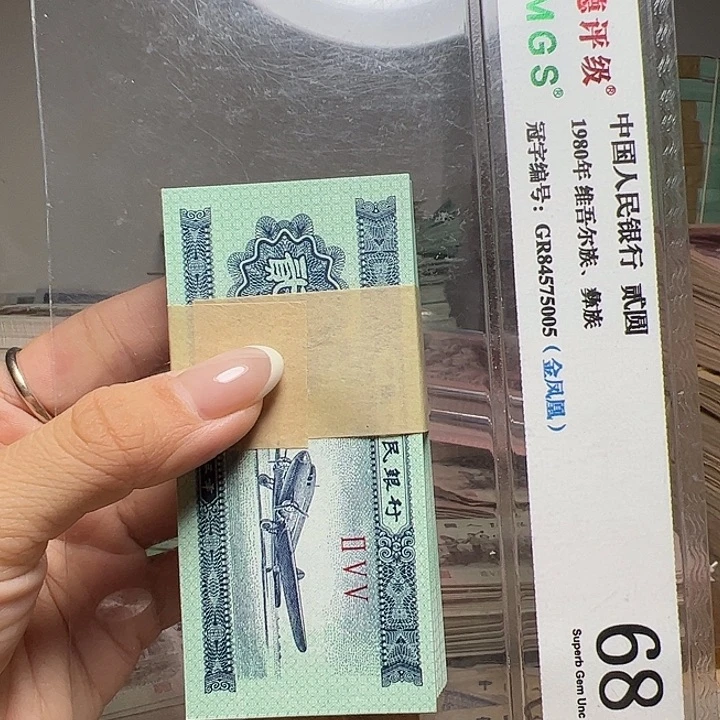 德评级®
MGS®
中国人民银行 贰圆
1980年 维吾尔族、彝族
冠字编号：GR84575005（金凤凰）
68
Superb Gem Unc
贰
民银行
II V V